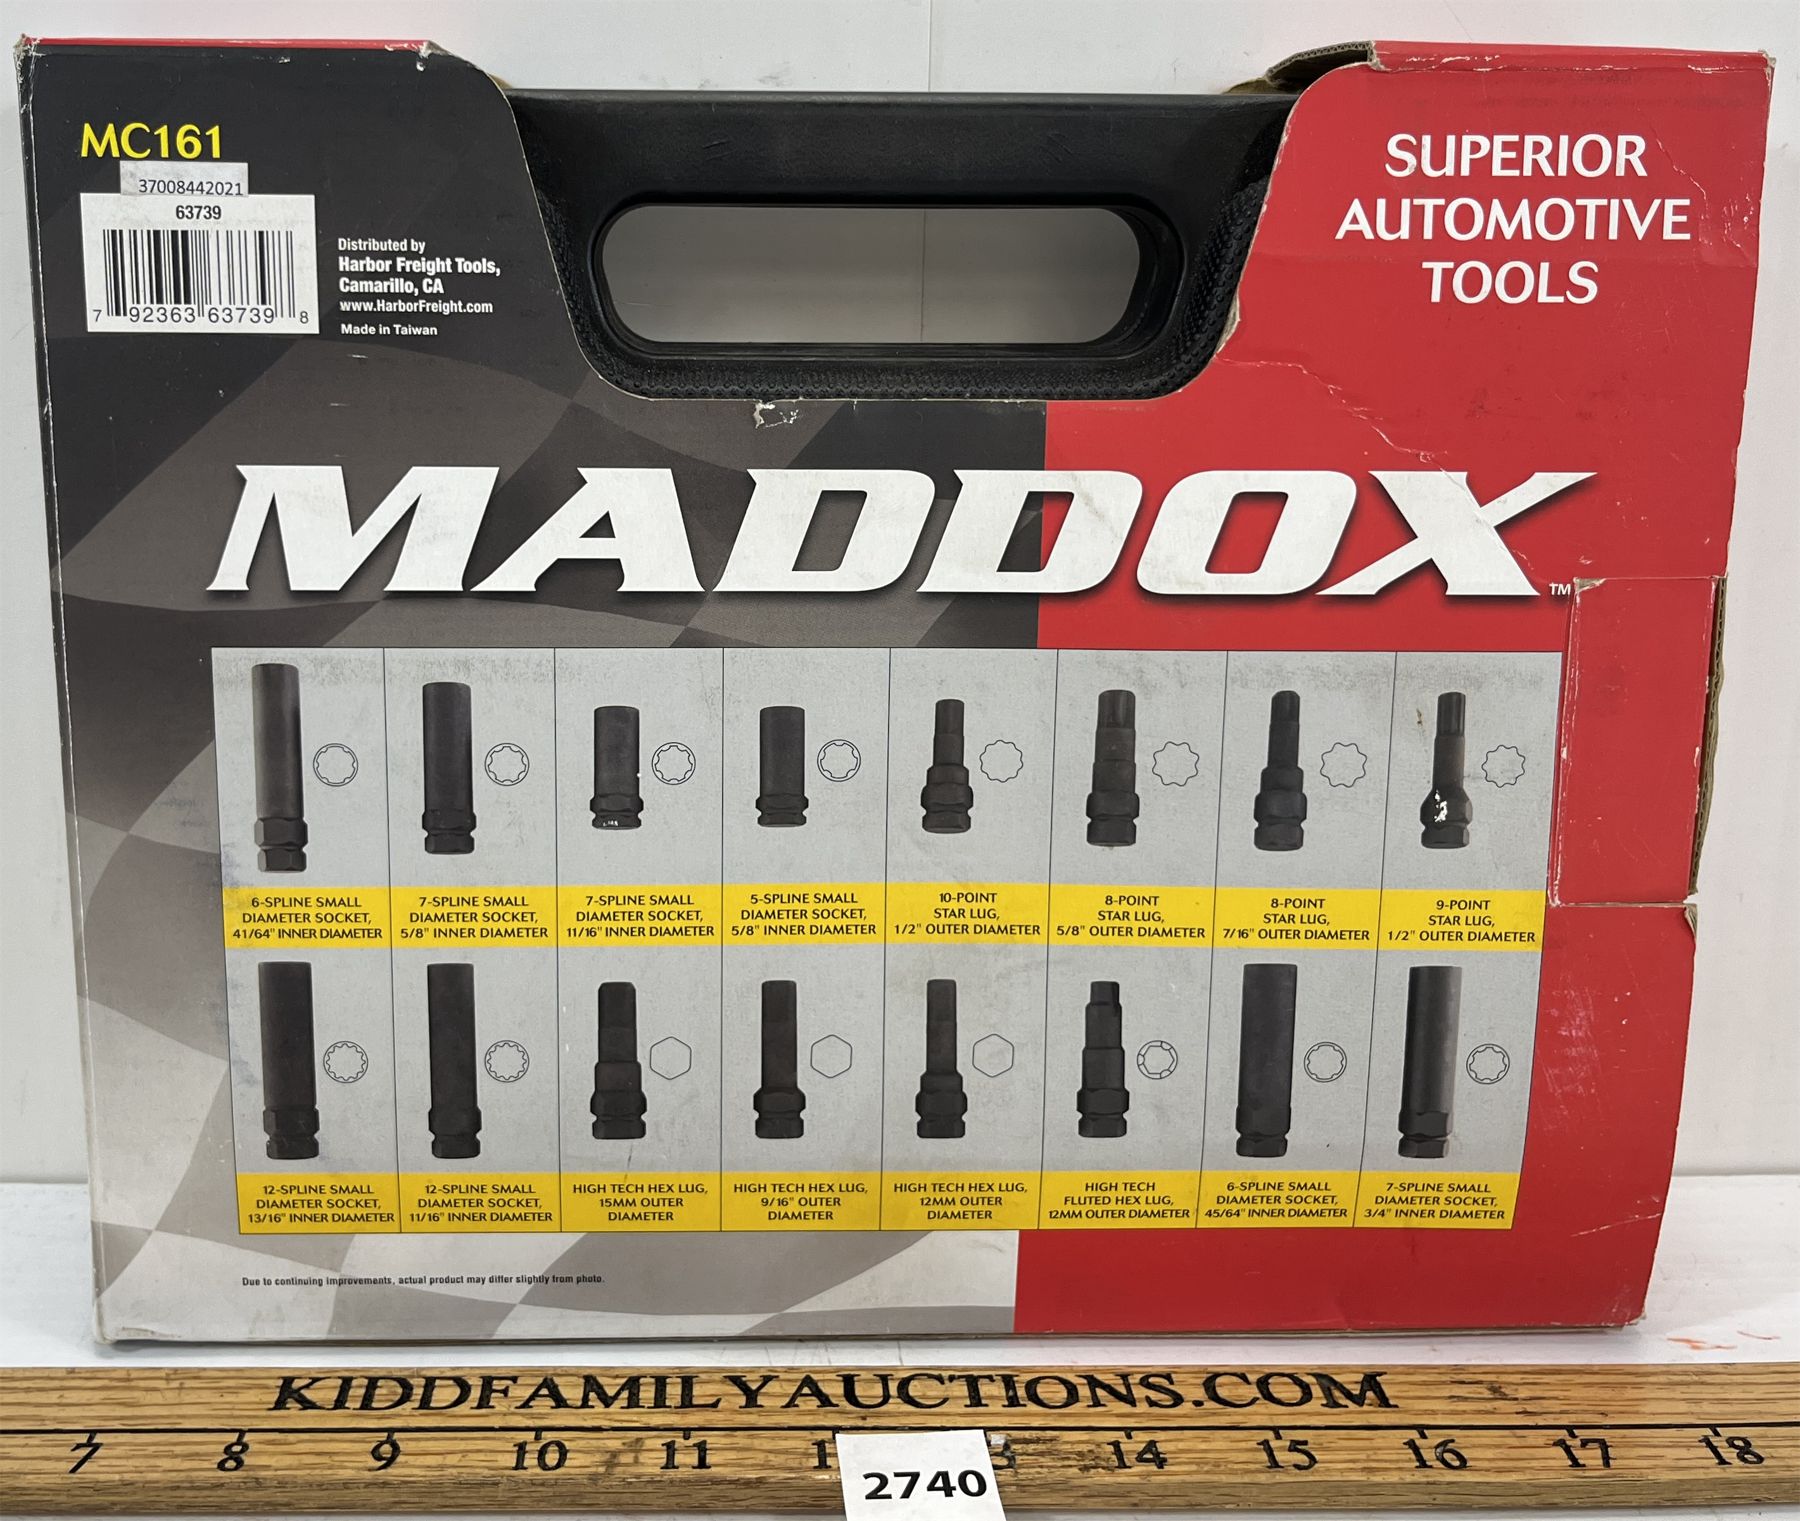 MC161
37008442021
63739
7 92363 63739 8
Distributed by
Harbor Freight Tools,
Camarillo, CA
www.HarborFreight.com
Made in Taiwan
SUPERIOR
AUTOMOTIVE
TOOLS
MADDOX™
6-SPLINE SMALL
DIAMETER SOCKET,
41/64" INNER DIAMETER
7-SPLINE SMALL
DIAMETER SOCKET,
5/8" INNER DIAMETER
7-SPLINE SMALL
DIAMETER SOCKET,
11/16" INNER DIAMETER
5-SPLINE SMALL
DIAMETER SOCKET,
5/8" INNER DIAMETER
10-POINT
STAR LUG,
1/2" OUTER DIAMETER
8-POINT
STAR LUG,
5/8" OUTER DIAMETER
8-POINT
STAR LUG,
7/16" OUTER DIAMETER
9-POINT
STAR LUG,
1/2" OUTER DIAMETER
12-SPLINE SMALL
DIAMETER SOCKET,
13/16" INNER DIAMETER
12-SPLINE SMALL
DIAMETER SOCKET,
11/16" INNER DIAMETER
HIGH TECH HEX LUG,
15MM OUTER
DIAMETER
HIGH TECH HEX LUG,
9/16" OUTER
DIAMETER
HIGH TECH HEX LUG,
12MM OUTER
DIAMETER
HIGH TECH
FLUTED HEX LUG,
12MM OUTER DIAMETER
6-SPLINE SMALL
DIAMETER SOCKET,
45/64" INNER DIAMETER
7-SPLINE SMALL
DIAMETER SOCKET,
3/4" INNER DIAMETER
Due to continuing improvements, actual product may differ slightly from photo.
KIDDFAMILYAUCTIONS.COM
7 8 9 10 11 1 3 14 15 16 17 18
2740